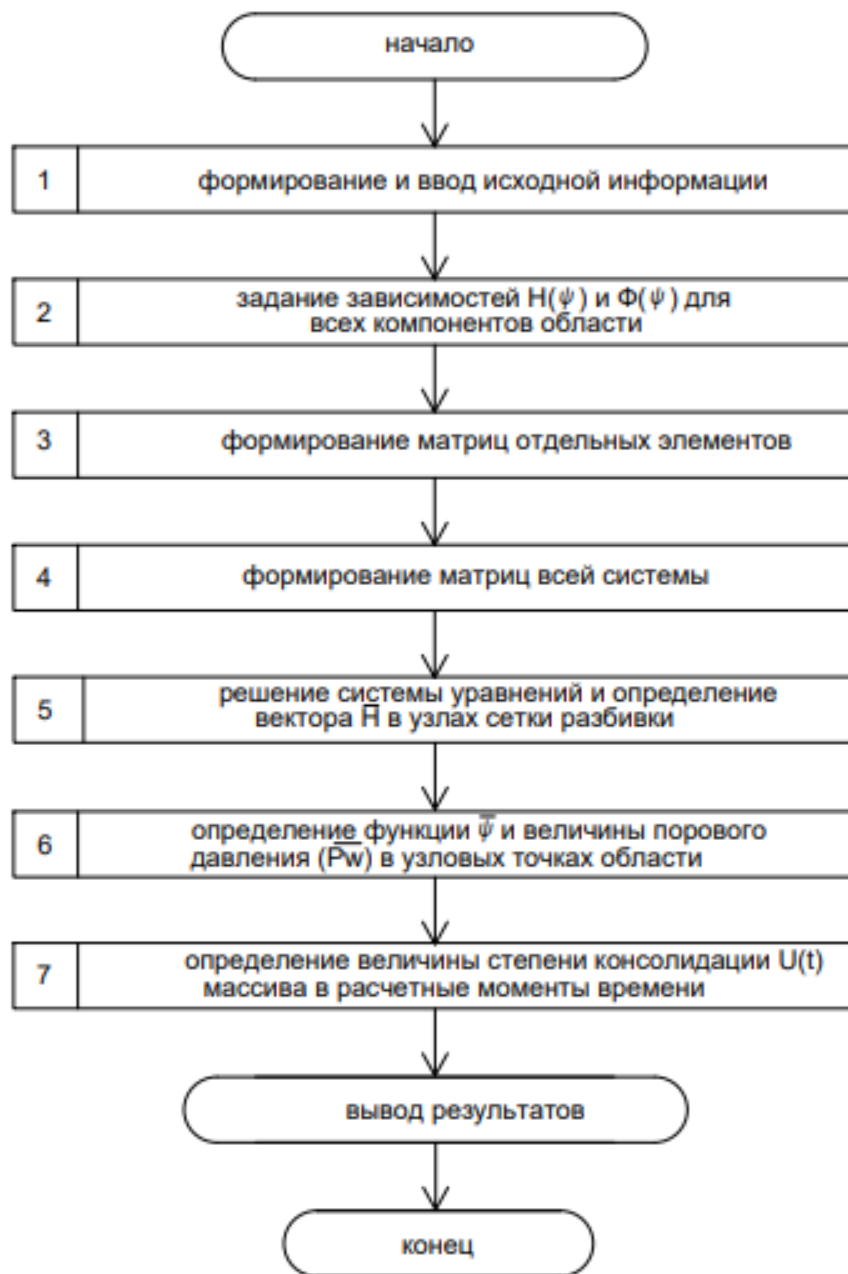 начало
1
формирование и ввод исходной информации
2
задание зависимостей H(ψ) и Ф(ψ) для
всех компонентов области
3
формирование матриц отдельных элементов
4
формирование матриц всей системы
5
решение системы уравнений и определение
вектора H̅ в узлах сетки разбивки
6
определение функции ψ̅ и величины порового
давления (P̅w̅) в узловых точках области
7
определение величины степени консолидации U(t)
массива в расчетные моменты времени
вывод результатов
конец